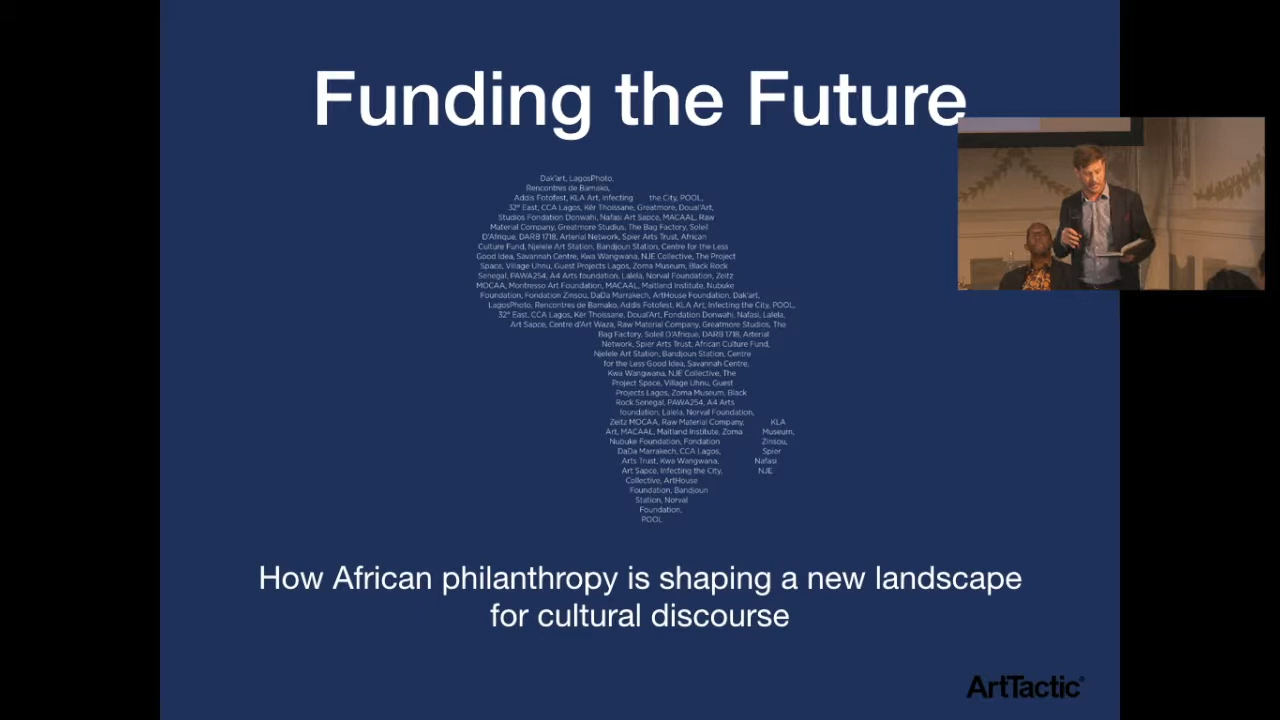 Funding the Future
Dak'art, LagosPhoto,
Rencontres de Bamako,
Addis Fotofest, KLA Art, Infecting the City, POOL,
32° East, CCA Lagos, Kër Thoissane, Greatmore, Doual'Art,
Studios Fondation Donwahi, Nafasi Art Sapce, MACAAL, Raw
Material Company, Greatmore Studius, The Bag Factory, Soleil
D'Afrique, DARB 1718, Arterial Network, Spier Arts Trust, African
Culture Fund, Njelele Art Station, Bandjoun Station, Centre for the Less
Good Idea, Savannah Centre, Kwa Wangwana, NJE Collective, The Project
Space, Village Uhnu, Guest Projects Lagos, Zoma Museum, Black Rock
Senegal, PAWA254, A4 Arts foundation, Lalela, Norval Foundation, Zeitz
MOCAA, Montresso Art Foundation, MACAAL, Maitland Institute, Nubuke
Foundation, Fondation Zinsou, DaDa Marrakech, ArtHouse Foundation, Dak'art,
LagosPhoto, Rencontres de Bamako, Addis Fotofest, KLA Art, Infecting the City, POOL,
32° East, CCA Lagos, Kër Thoissane, Doual'Art, Fondation Donwahi, Nafasi, Lalela,
Art Sapce, Centre d'Art Waza, Raw Material Company, Greatmore Studios, The
Bag Factory, Soleil D'Afrique, DARB 1718, Arterial
Network, Spier Arts Trust, African Culture Fund,
Njelele Art Station, Bandjoun Station, Centre
for the Less Good Idea, Savannah Centre,
Kwa Wangwana, NJE Collective, The
Project Space, Village Uhnu, Guest
Projects Lagos, Zoma Museum, Black
Rock Senegal, PAWA254, A4 Arts
foundation, Lalela, Norval Foundation,
Zeitz MOCAA, Raw Material Company, KLA
Art, MACAAL, Maitland Institute, Zoma Museum,
Nubuke Foundation, Fondation Zinsou,
DaDa Marrakech, CCA Lagos, Spier
Arts Trust, Kwa Wangwana, Nafasi
Art Sapce, Infecting the City, NJE
Collective, ArtHouse
Foundation, Bandjoun
Station, Norval
Foundation,
POOL
How African philanthropy is shaping a new landscape
for cultural discourse
ArtTactic®